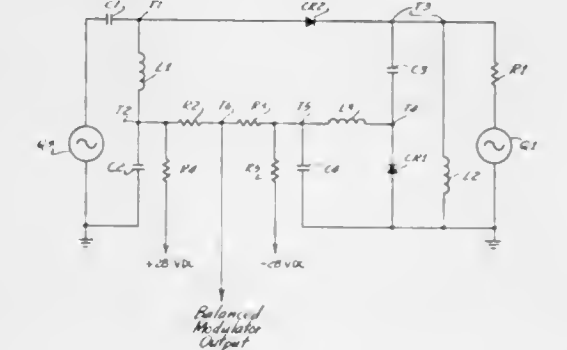 C1
T1
CR2
T3
L1
C3
R1
T2
R2
T6
R3
T5
L3
T4
C2
R4
R5
C4
CR1
L2
G1
+28 VDC
-28 VDC
Balanced
Modulator
Output